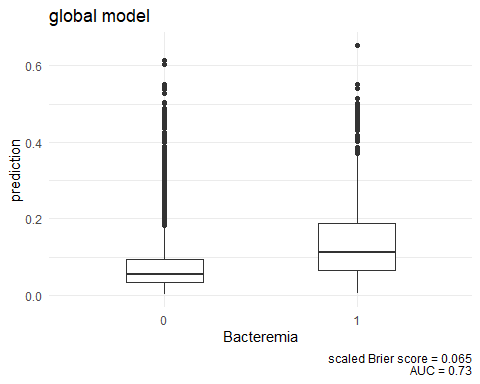 global model
prediction
0.6
0.4
0.2
0.0
0 1
Bacteremia
scaled Brier score = 0.065
AUC = 0.73